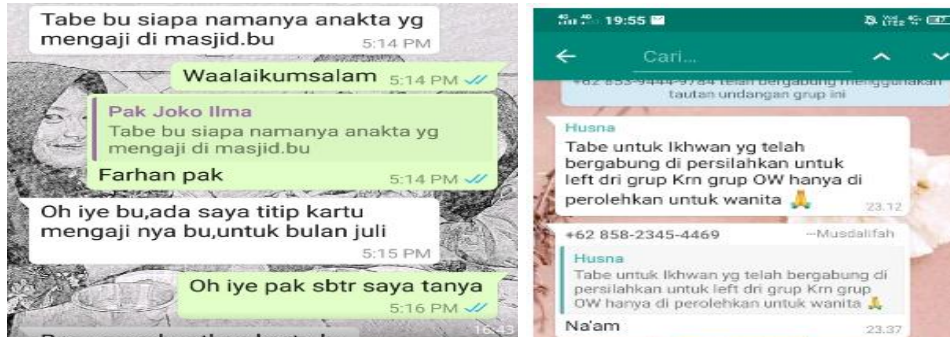 Tabe bu siapa namanya anakta yg
mengaji di masjid.bu
5:14 PM
Waalaikumsalam 5:14 PM
Pak Joko Ilma
Tabe bu siapa namanya anakta yg
mengaji di masjid.bu
Farhan pak
5:14 PM
Oh iye bu,ada saya titip kartu
mengaji nya bu,untuk bulan juli
5:15 PM
Oh iye pak sbtr saya tanya
5:16 PM
16:43
19:55
Cari...
telah bergabung menggunakan
tautan undangan grup ini
Husna
Tabe untuk Ikhwan yg telah
bergabung di persilahkan untuk
left dri grup Krn grup OW hanya di
perolehkan untuk wanita 🙏
23.12
+62 858-2345-4469 ~Musdalifah
Husna
Tabe untuk Ikhwan yg telah bergabung di
persilahkan untuk left dri grup Krn grup
OW hanya di perolehkan untuk wanita 🙏
Na'am
23.37